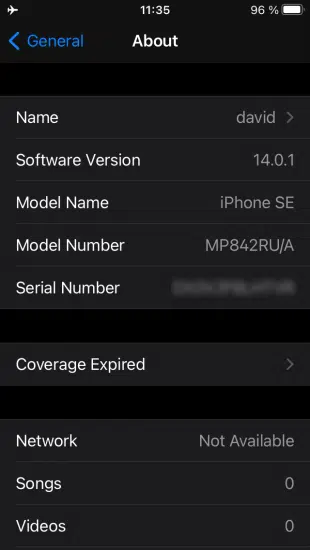 11:35
96 %
General
About
Name david
Software Version 14.0.1
Model Name iPhone SE
Model Number MP842RU/A
Serial Number
Coverage Expired
Network Not Available
Songs 0
Videos 0